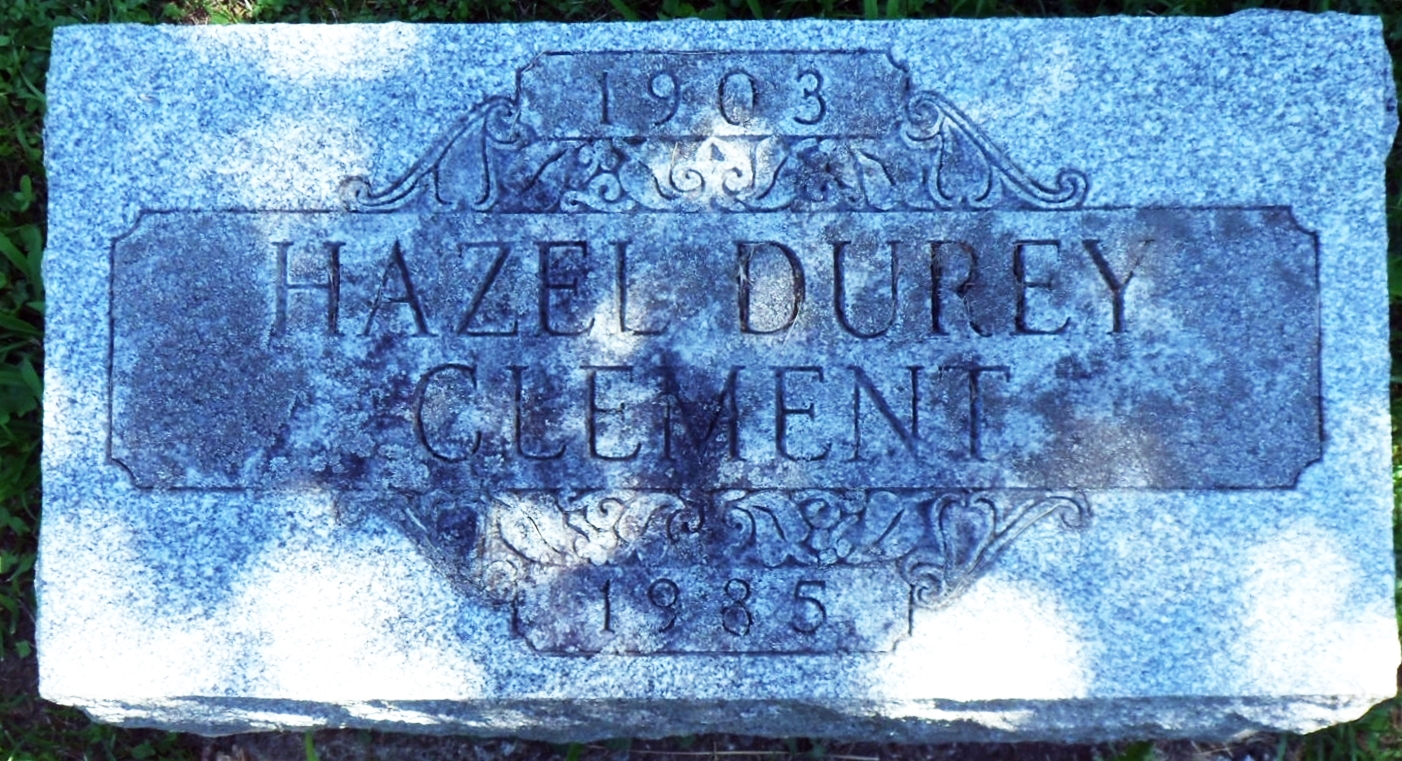 1903
HAZEL DUREY
CLEMENT
1985